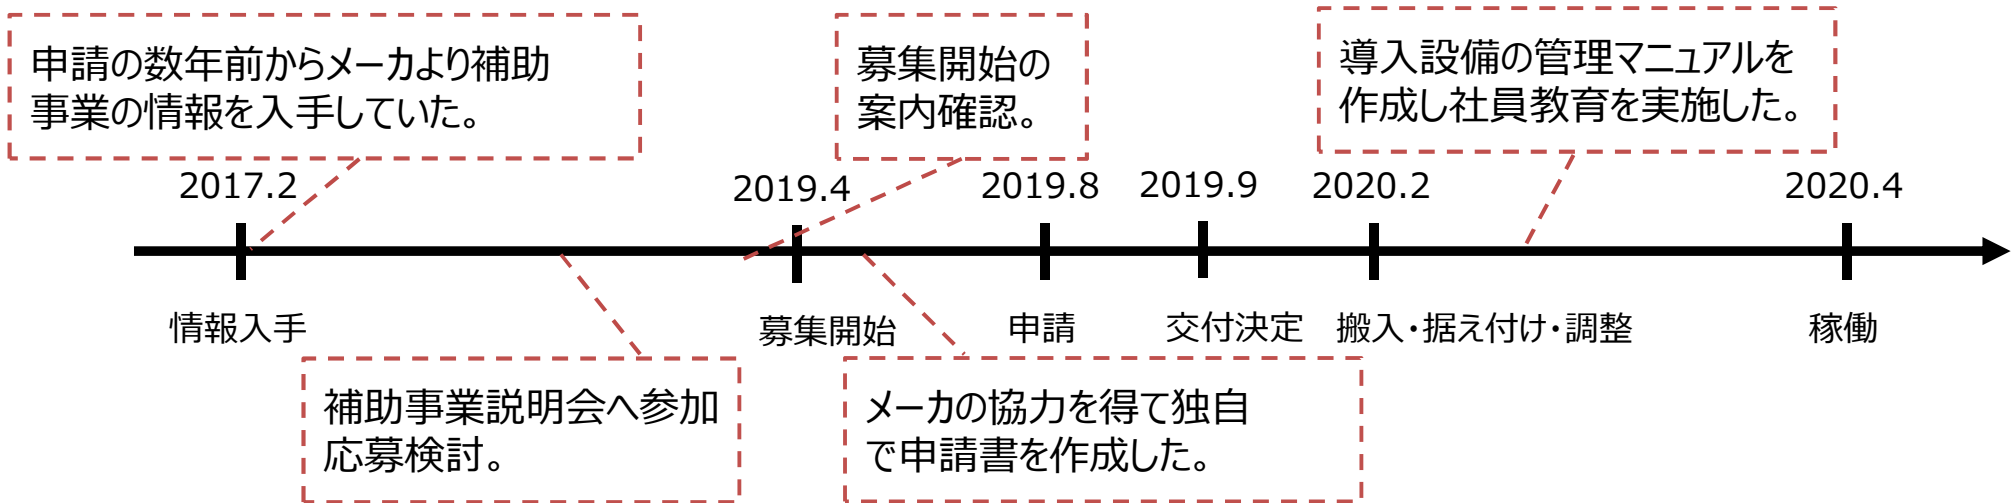 申請の数年前からメーカより補助
事業の情報を入手していた。
募集開始の
案内確認。
導入設備の管理マニュアルを
作成し社員教育を実施した。
2017.2
2019.4
2019.8
2019.9
2020.2
2020.4
情報入手
募集開始
申請
交付決定
搬入・据え付け・調整
稼働
補助事業説明会へ参加
応募検討。
メーカの協力を得て独自
で申請書を作成した。